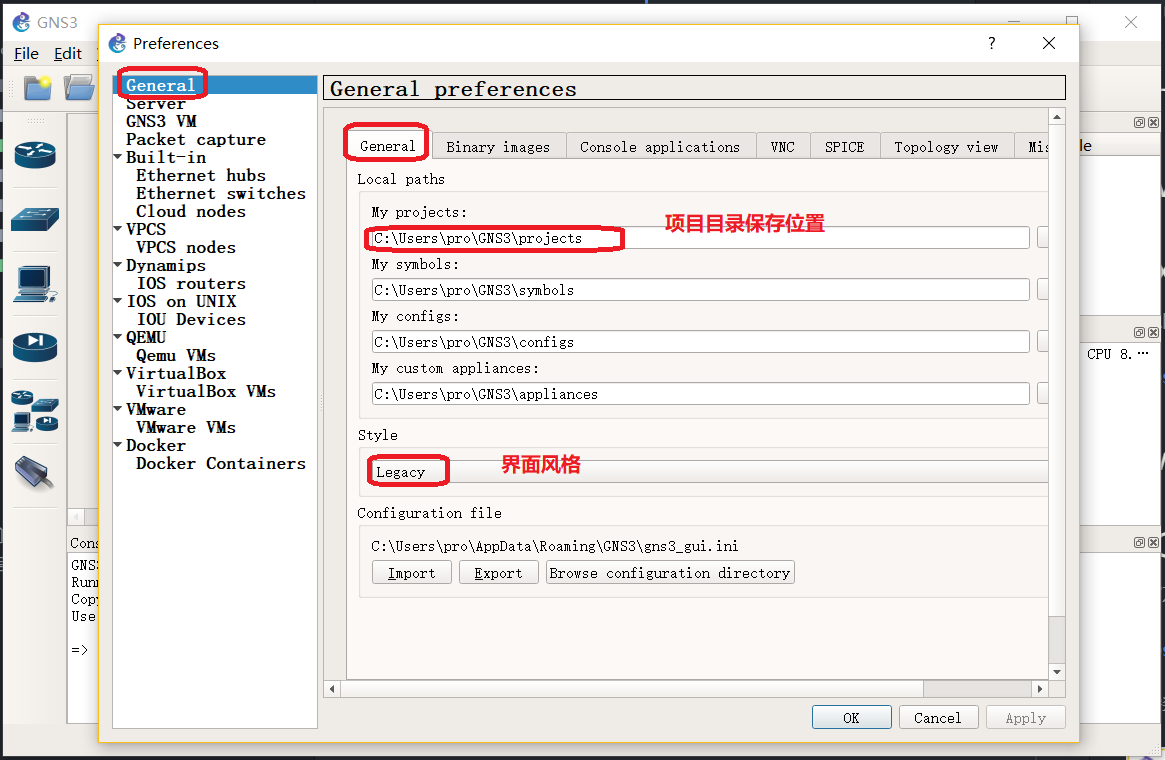 GNS3
File Edit
Preferences
?
General
Server
GNS3 VM
Packet capture
Built-in
Ethernet hubs
Ethernet switches
Cloud nodes
VPCS
VPCS nodes
Dynamips
IOS routers
IOS on UNIX
IOU Devices
QEMU
Qemu VMs
VirtualBox
VirtualBox VMs
VMware
VMware VMs
Docker
Docker Containers
General preferences
General Binary images Console applications VNC SPICE Topology view Mis
Local paths
My projects:
项目目录保存位置
C:\Users\pro\GNS3\projects
My symbols:
C:\Users\pro\GNS3\symbols
My configs:
C:\Users\pro\GNS3\configs
My custom appliances:
C:\Users\pro\GNS3\appliances
Style
Legacy
界面风格
Configuration file
C:\Users\pro\AppData\Roaming\GNS3\gns3_gui.ini
Import Export Browse configuration directory
OK Cancel Apply
le
CPU 8.…
Cons
GNS
Runn
Copy
Use
=>